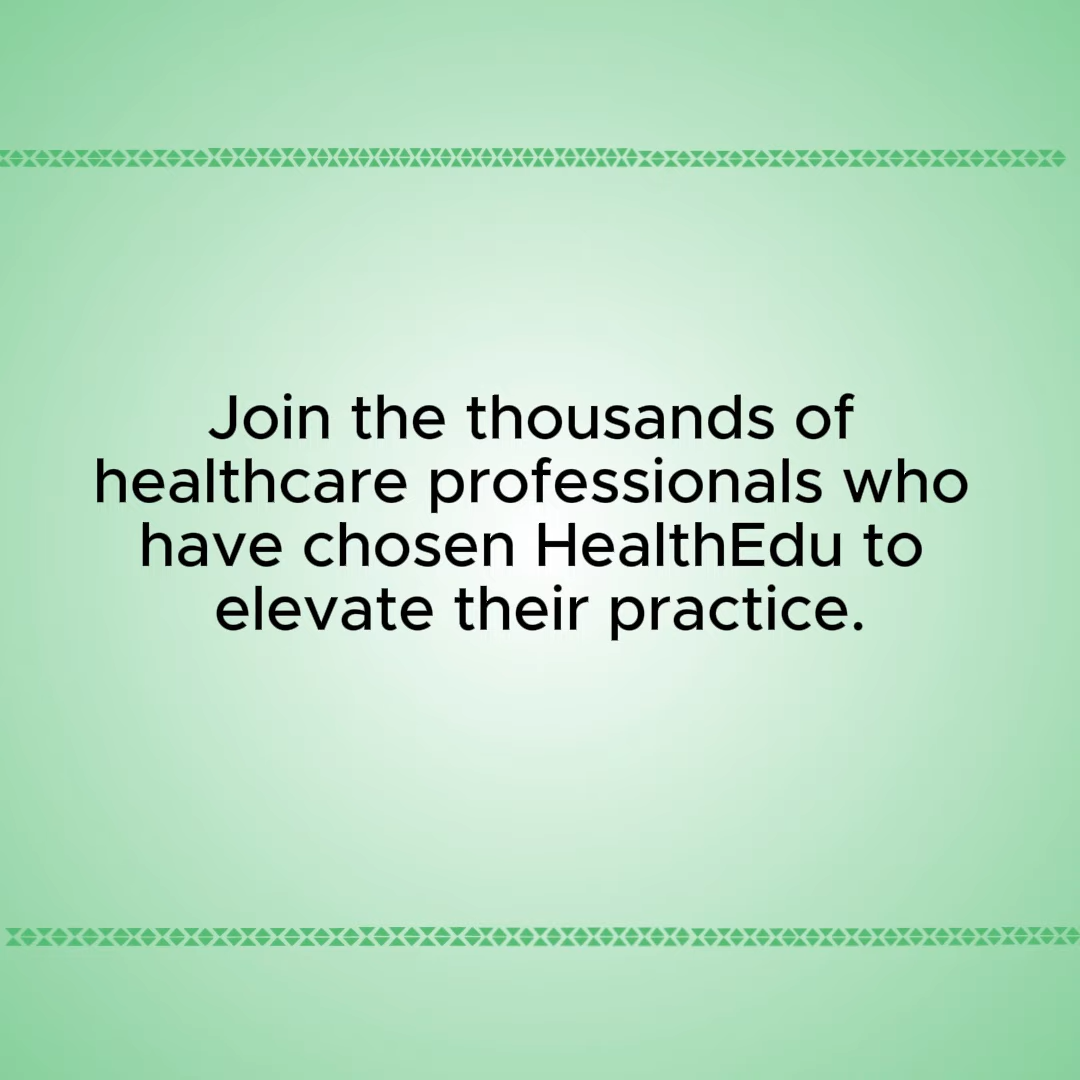 Join the thousands of
healthcare professionals who
have chosen HealthEdu to
elevate their practice.